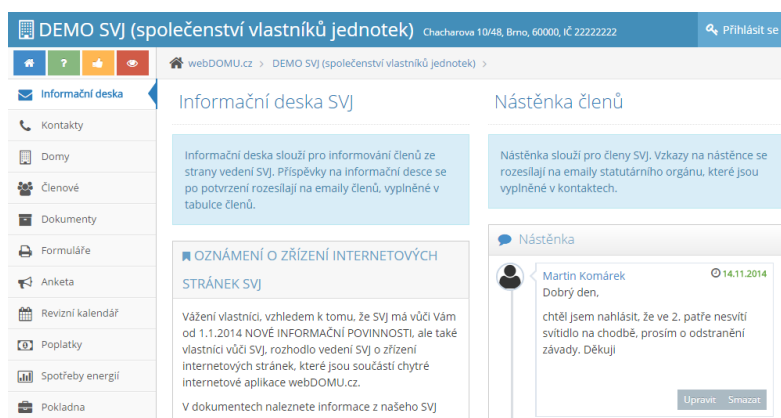 DEMO SVJ (společenství vlastníků jednotek) Chacharova 10/48, Brno, 60000, IČ 22222222
Přihlásit se
webDOMU.cz > DEMO SVJ (společenství vlastníků jednotek) >
Informační deska
Kontakty
Domy
Členové
Dokumenty
Formuláře
Anketa
Revizní kalendář
Poplatky
Spotřeby energií
Pokladna
Informační deska SVJ
Informační deska slouží pro informování členů ze
strany vedení SVJ. Příspěvky na informační desce se
po potvrzení rozesílají na emaily členů, vyplněné v
tabulce členů.
OZNÁMENÍ O ZŘÍZENÍ INTERNETOVÝCH
STRÁNEK SVJ
Vážení vlastníci, vzhledem k tomu, že SVJ má vůči Vám
od 1.1.2014 NOVÉ INFORMAČNÍ POVINNOSTI, ale také
vlastníci vůči SVJ, rozhodlo vedení SVJ o zřízení
internetových stránek, které jsou součástí chytré
internetové aplikace webDOMU.cz.
V dokumentech naleznete informace z našeho SVJ
Nástěnka členů
Nástěnka slouží pro členy SVJ. Vzkazy na nástěnce se
rozesílají na emaily statutárního orgánu, které jsou
vyplněné v kontaktech.
Nástěnka
Martin Komárek 14.11.2014
Dobrý den,
chtěl jsem nahlásit, že ve 2. patře nesvítí
svítidlo na chodbě, prosím o odstranění
závady. Děkuji
Upravit Smazat